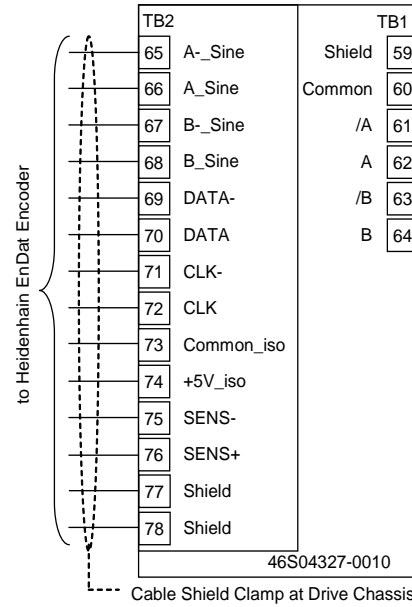 TB2
TB1
65 A-_Sine
Shield 59
66 A_Sine
Common 60
67 B-_Sine
/A 61
68 B_Sine
A 62
69 DATA-
/B 63
70 DATA
B 64
71 CLK-
72 CLK
73 Common_iso
74 +5V_iso
75 SENS-
76 SENS+
77 Shield
78 Shield
to Heidenhain EnDat Encoder
46S04327-0010
Cable Shield Clamp at Drive Chassis